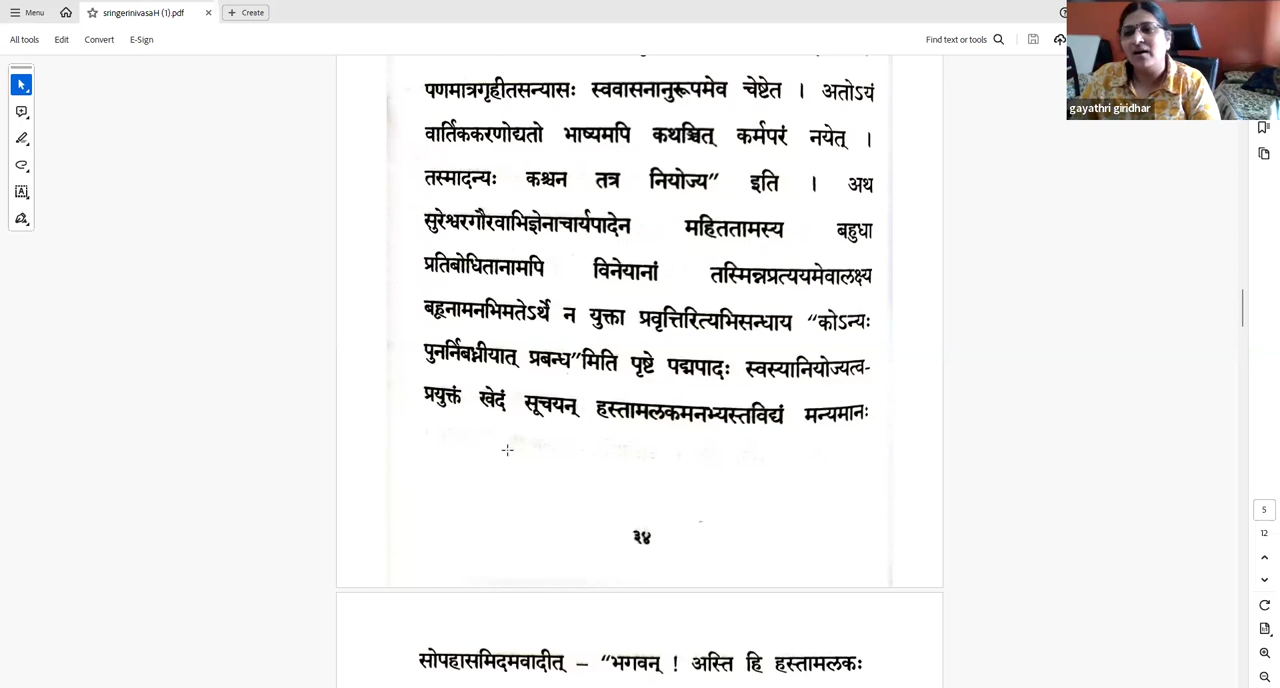 Menu
sringerinivasaH (1).pdf
Create
All tools
Edit
Convert
E-Sign
Find text or tools
gayathri giridhar
पणमात्रगृहीतसन्यासः स्ववासनानुरूपमेव चेष्टेत । अतोऽयं
वार्तिककरणोद्यतो भाष्यमपि कथञ्चित् कर्मपरं नयेत् ।
तस्मादन्यः कश्चन तत्र नियोज्य” इति । अथ
सुरेश्वरगौरवाभिज्ञेनाचार्यपादेन महिततामस्य बहुधा
प्रतिबोधितानामपि विनेयानां तस्मिन्नप्रत्ययमेवालक्ष्य
बहूनामनभिमतेऽर्थे न युक्ता प्रवृत्तिरित्यभिसन्धाय “कोऽन्यः
पुनर्निबध्नीयात् प्रबन्ध”मिति पृष्टे पद्मपादः स्वस्यानियोज्यत्व-
प्रयुक्तं खेदं सूचयन् हस्तामलकमनभ्यस्तविद्यं मन्यमानः
३४
5
12
सोपहासमिदमवादीत् – “भगवन् ! अस्ति हि हस्तामलकः